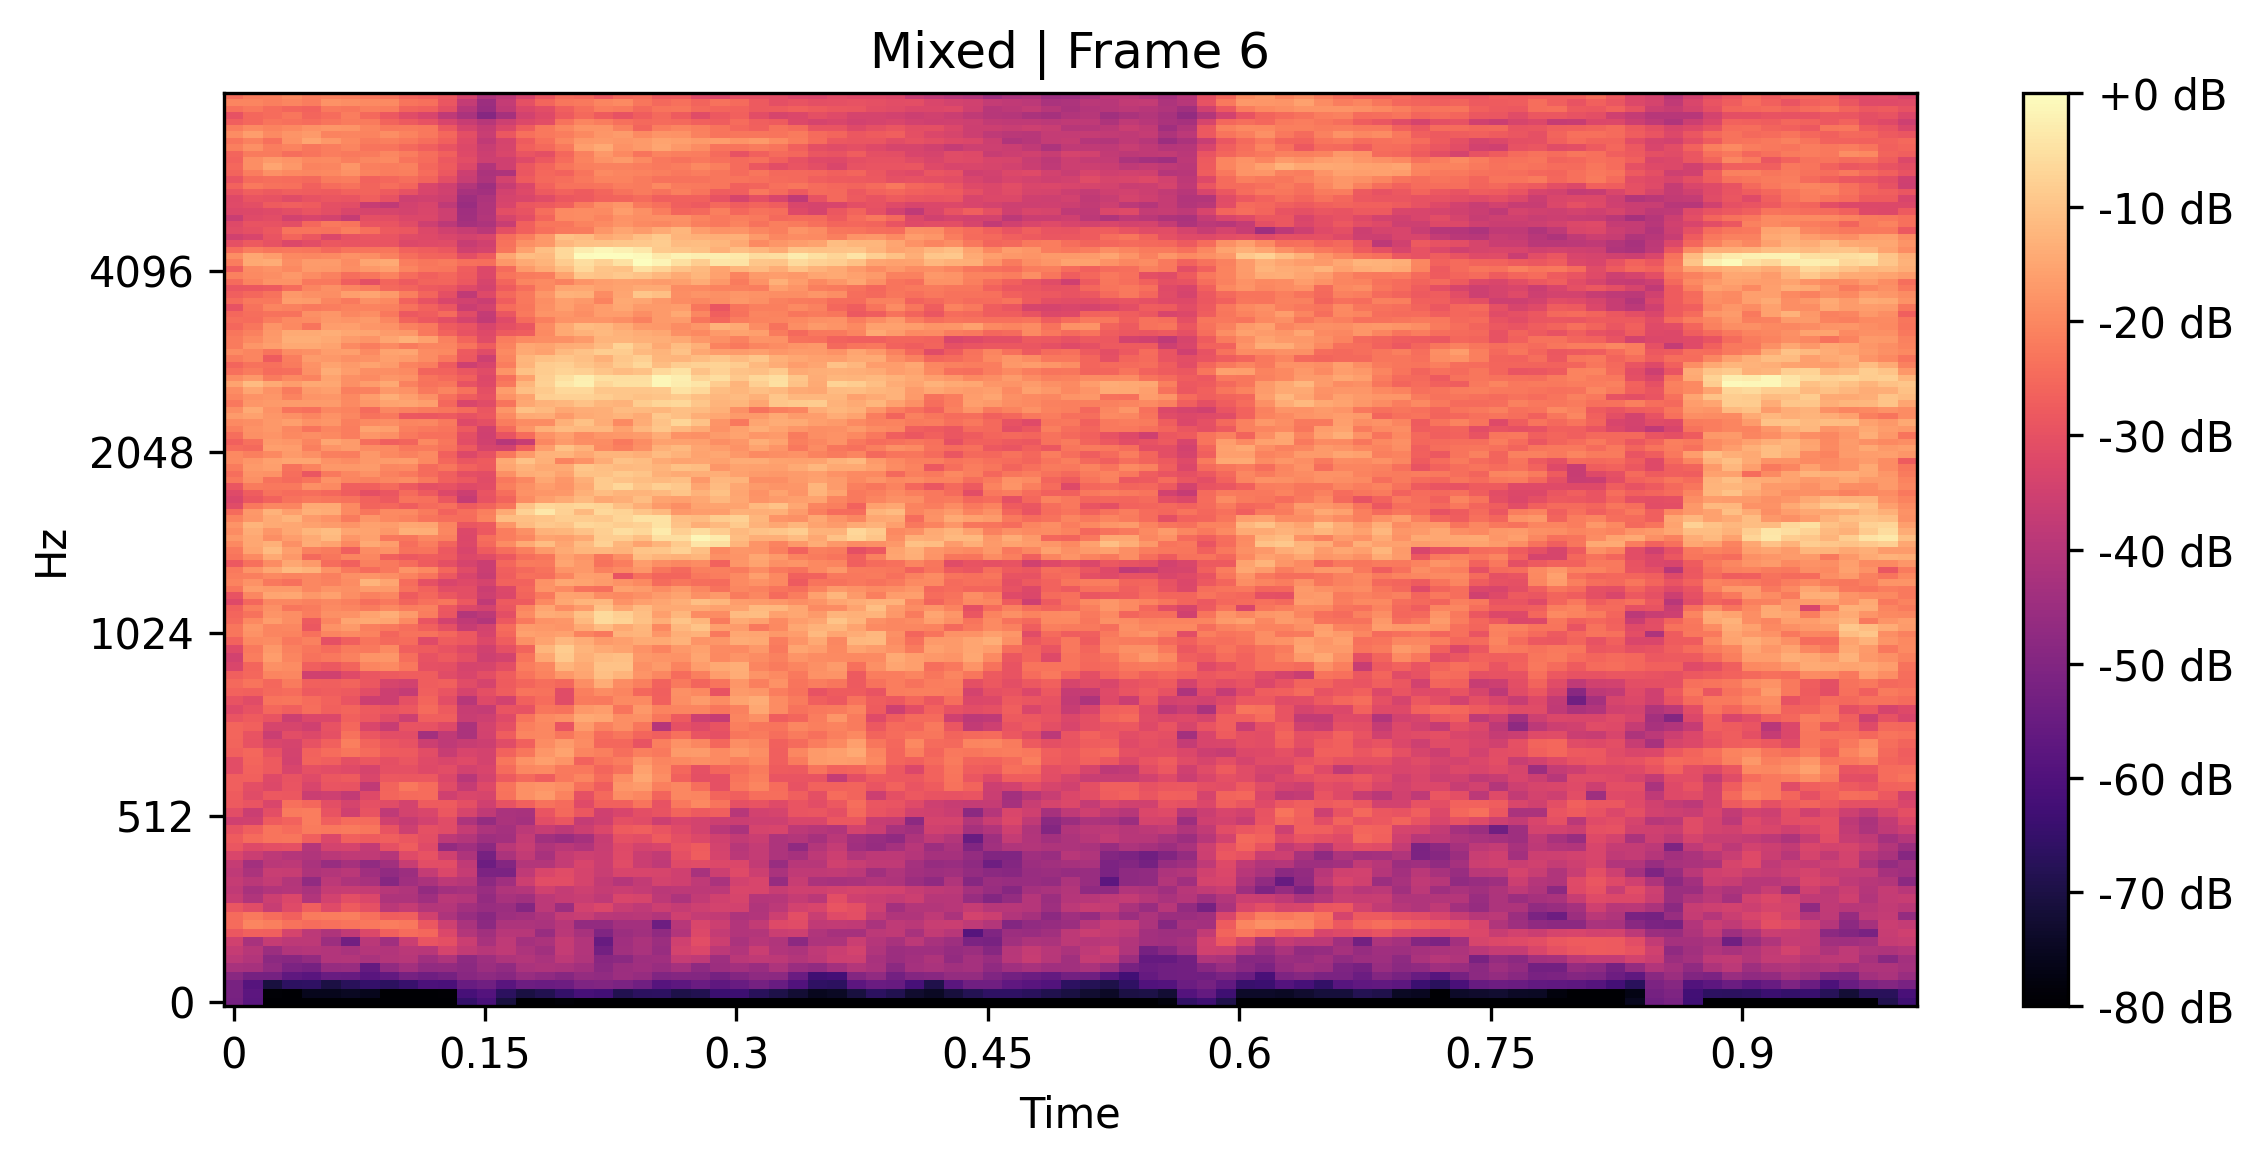 Mixed | Frame 6
+0 dB
-10 dB
-20 dB
-30 dB
-40 dB
-50 dB
-60 dB
-70 dB
-80 dB
Hz
4096
2048
1024
512
0
0 0.15 0.3 0.45 0.6 0.75 0.9
Time